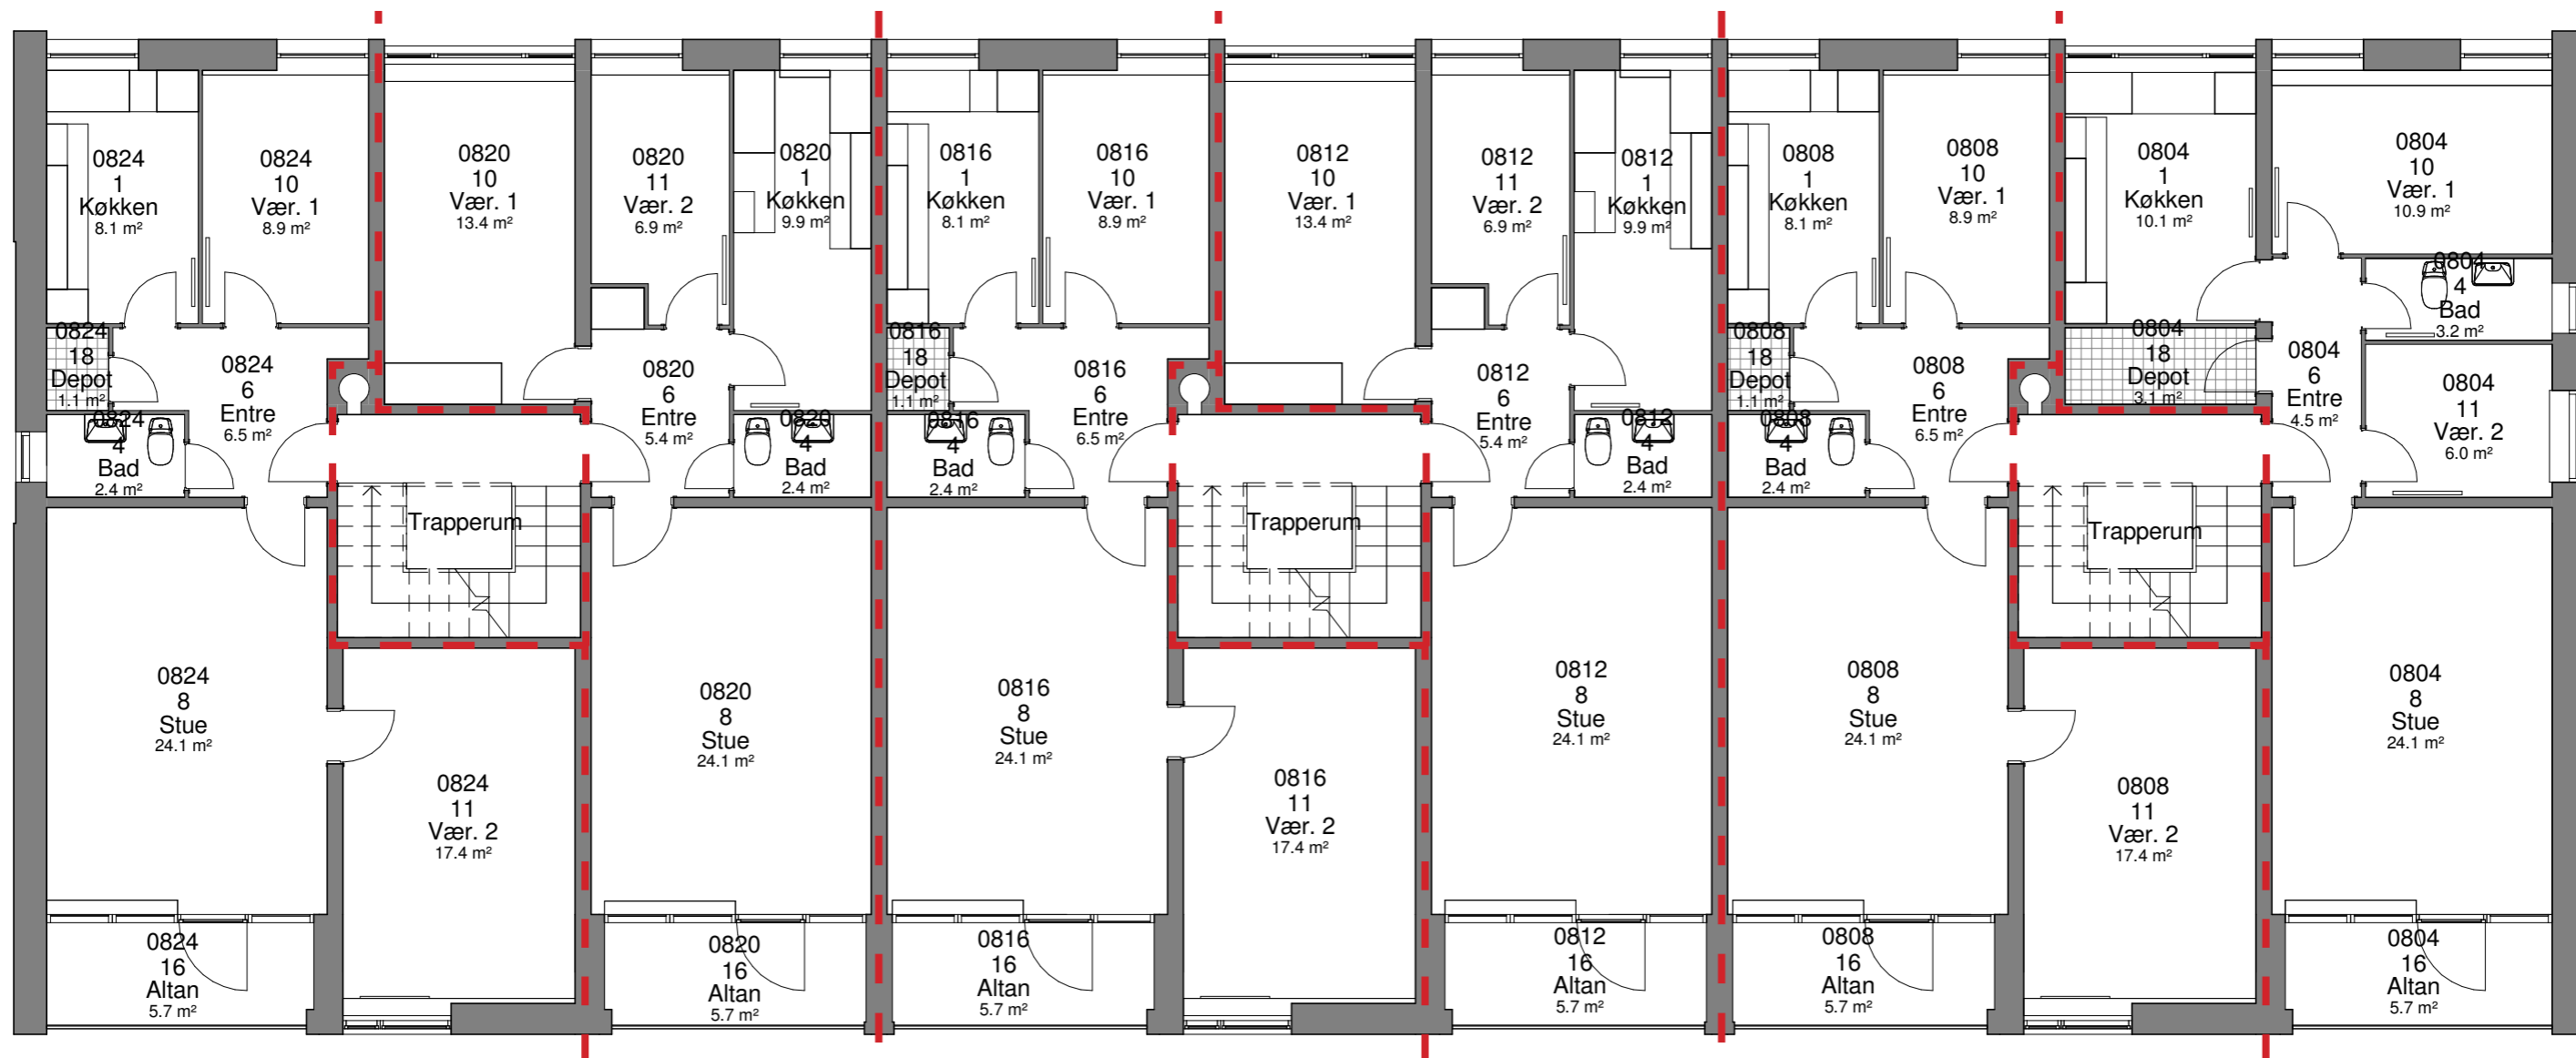 0824
1
Køkken
8.1 m²
0824
10
Vær. 1
8.9 m²
0820
10
Vær. 1
13.4 m²
0820
11
Vær. 2
6.9 m²
0820
1
Køkken
9.9 m²
0816
1
Køkken
8.1 m²
0816
10
Vær. 1
8.9 m²
0812
10
Vær. 1
13.4 m²
0812
11
Vær. 2
6.9 m²
0812
1
Køkken
9.9 m²
0808
1
Køkken
8.1 m²
0808
10
Vær. 1
8.9 m²
0804
1
Køkken
10.1 m²
0804
10
Vær. 1
10.9 m²
0804
4
Bad
3.2 m²
0824
18
Depot
1.1 m²
0824
6
Entre
6.5 m²
0820
6
Entre
5.4 m²
0816
18
Depot
1.1 m²
0816
6
Entre
6.5 m²
0812
6
Entre
5.4 m²
0808
18
Depot
1.1 m²
0808
6
Entre
6.5 m²
0804
18
Depot
3.1 m²
0804
6
Entre
4.5 m²
0804
11
Vær. 2
6.0 m²
0824
4
Bad
2.4 m²
0820
4
Bad
2.4 m²
0816
4
Bad
2.4 m²
0812
4
Bad
2.4 m²
0808
4
Bad
2.4 m²
Trapperum
Trapperum
Trapperum
0824
8
Stue
24.1 m²
0820
8
Stue
24.1 m²
0816
8
Stue
24.1 m²
0812
8
Stue
24.1 m²
0808
8
Stue
24.1 m²
0804
8
Stue
24.1 m²
0824
11
Vær. 2
17.4 m²
0816
11
Vær. 2
17.4 m²
0808
11
Vær. 2
17.4 m²
0824
16
Altan
5.7 m²
0820
16
Altan
5.7 m²
0816
16
Altan
5.7 m²
0812
16
Altan
5.7 m²
0808
16
Altan
5.7 m²
0804
16
Altan
5.7 m²